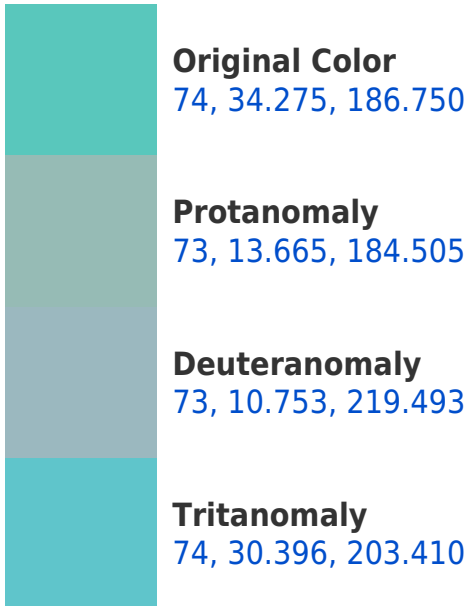 Original Color
74, 34.275, 186.750
Protanomaly
73, 13.665, 184.505
Deuteranomaly
73, 10.753, 219.493
Tritanomaly
74, 30.396, 203.410